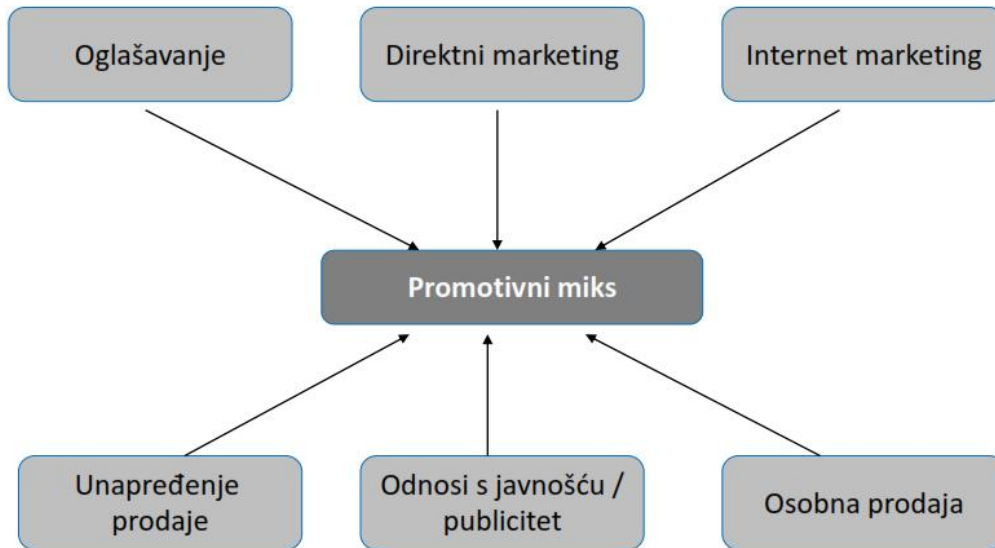 Oglašavanje
Direktni marketing
Internet marketing
Promotivni miks
Unapređenje
prodaje
Odnosi s javnošću /
publicitet
Osobna prodaja